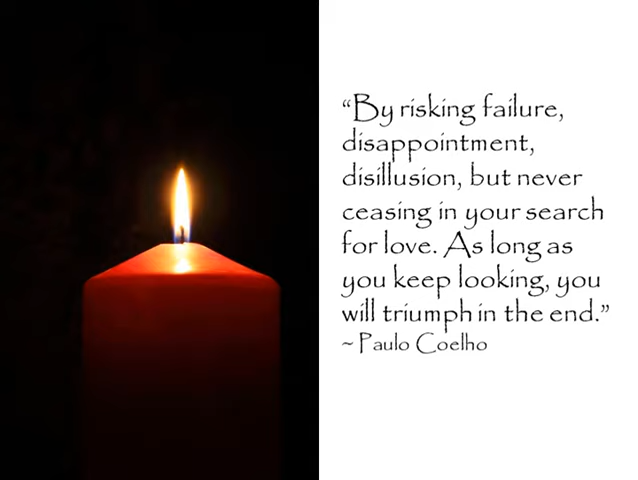 “By risking failure,
disappointment,
disillusion, but never
ceasing in your search
for love. As long as
you keep looking, you
will triumph in the end.”
~ Paulo Coelho